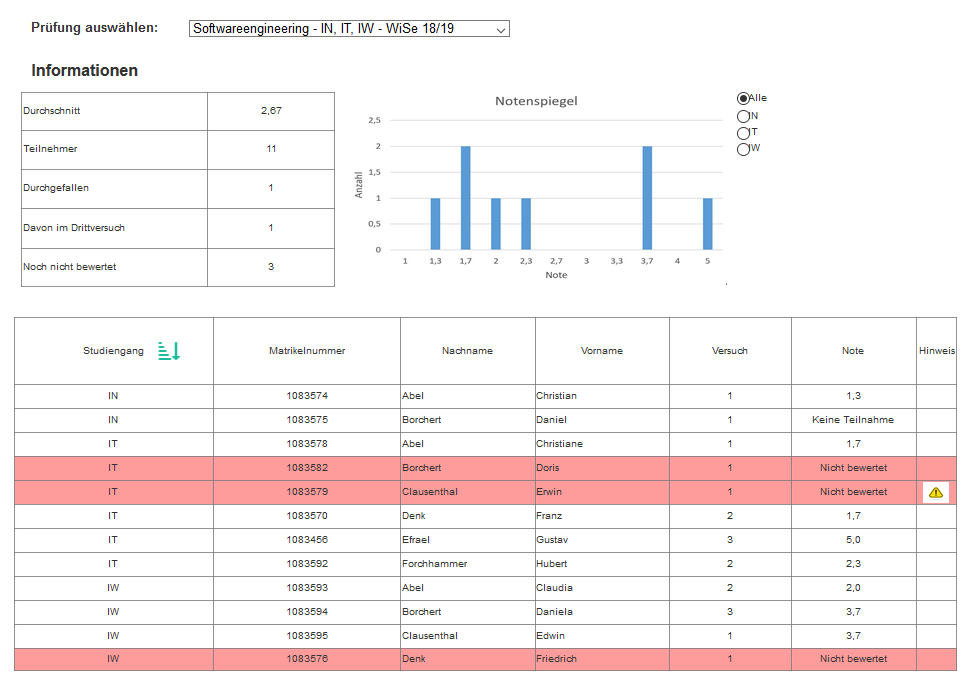 Prüfung auswählen: Softwareengineering - IN, IT, IW - WiSe 18/19
Informationen
Durchschnitt 2,67
Teilnehmer 11
Durchgefallen 1
Davon im Drittversuch 1
Noch nicht bewertet 3
Notenspiegel
2,5
2
1,5
1
0,5
0
Anzahl
1 1,3 1,7 2 2,3 2,7 3 3,3 3,7 4 5
Note
Alle
IN
IT
IW
Studiengang Matrikelnummer Nachname Vorname Versuch Note Hinweis
IN 1083574 Abel Christian 1 1,3
IN 1083575 Borchert Daniel 1 Keine Teilnahme
IT 1083578 Abel Christiane 1 1,7
IT 1083582 Borchert Doris 1 Nicht bewertet
IT 1083579 Clausenthal Erwin 1 Nicht bewertet
IT 1083570 Denk Franz 2 1,7
IT 1083456 Efrael Gustav 3 5,0
IT 1083592 Forchhammer Hubert 2 2,3
IW 1083593 Abel Claudia 2 2,0
IW 1083594 Borchert Daniela 3 3,7
IW 1083595 Clausenthal Edwin 1 3,7
IW 1083576 Denk Friedrich 1 Nicht bewertet